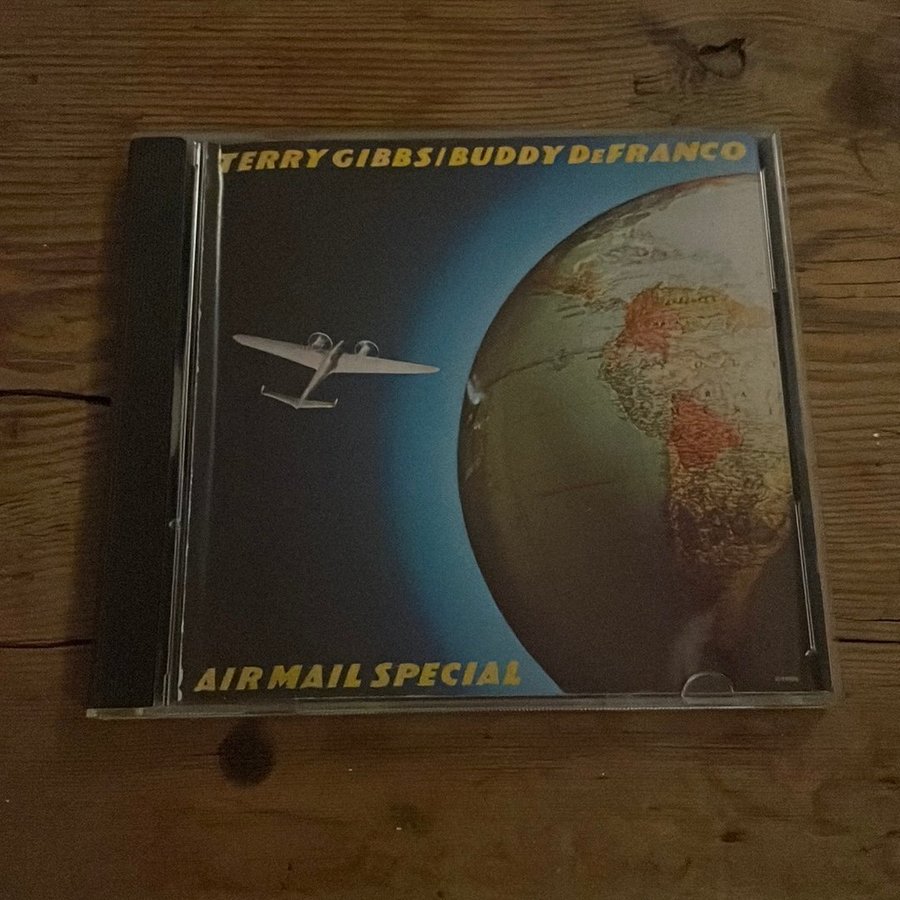 TERRY GIBBS/BUDDY DeFRANCO
AIR MAIL SPECIAL